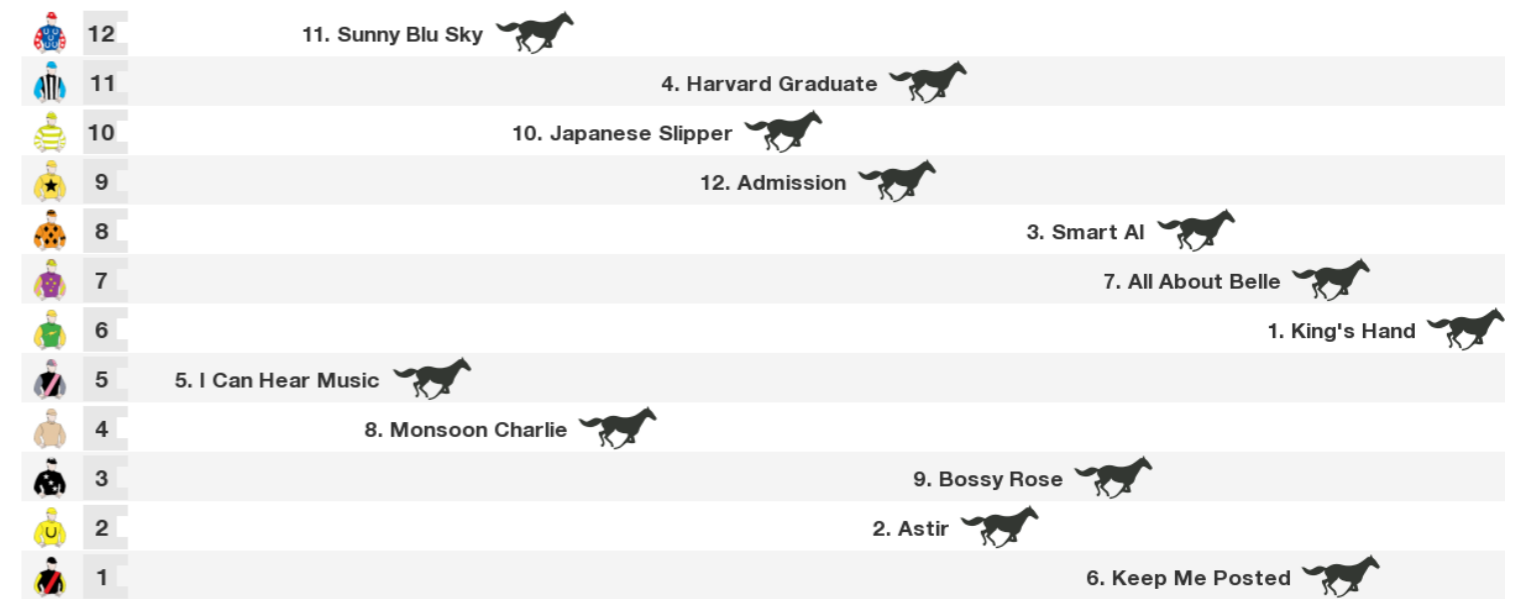 12 11. Sunny Blu Sky
11 4. Harvard Graduate
10 10. Japanese Slipper
9 12. Admission
8 3. Smart AI
7 7. All About Belle
6 1. King's Hand
5 5. I Can Hear Music
4 8. Monsoon Charlie
3 9. Bossy Rose
2 2. Astir
1 6. Keep Me Posted